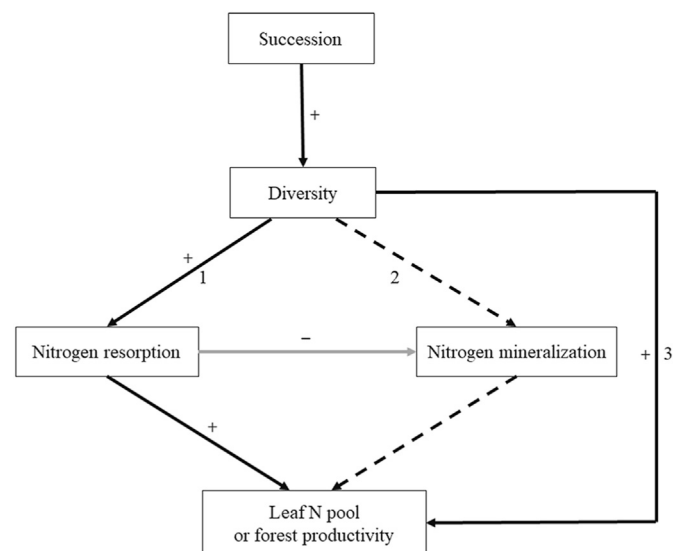 Succession
+
Diversity
+
1
2
Nitrogen resorption
−
Nitrogen mineralization
+ 3
+
Leaf N pool
or forest productivity